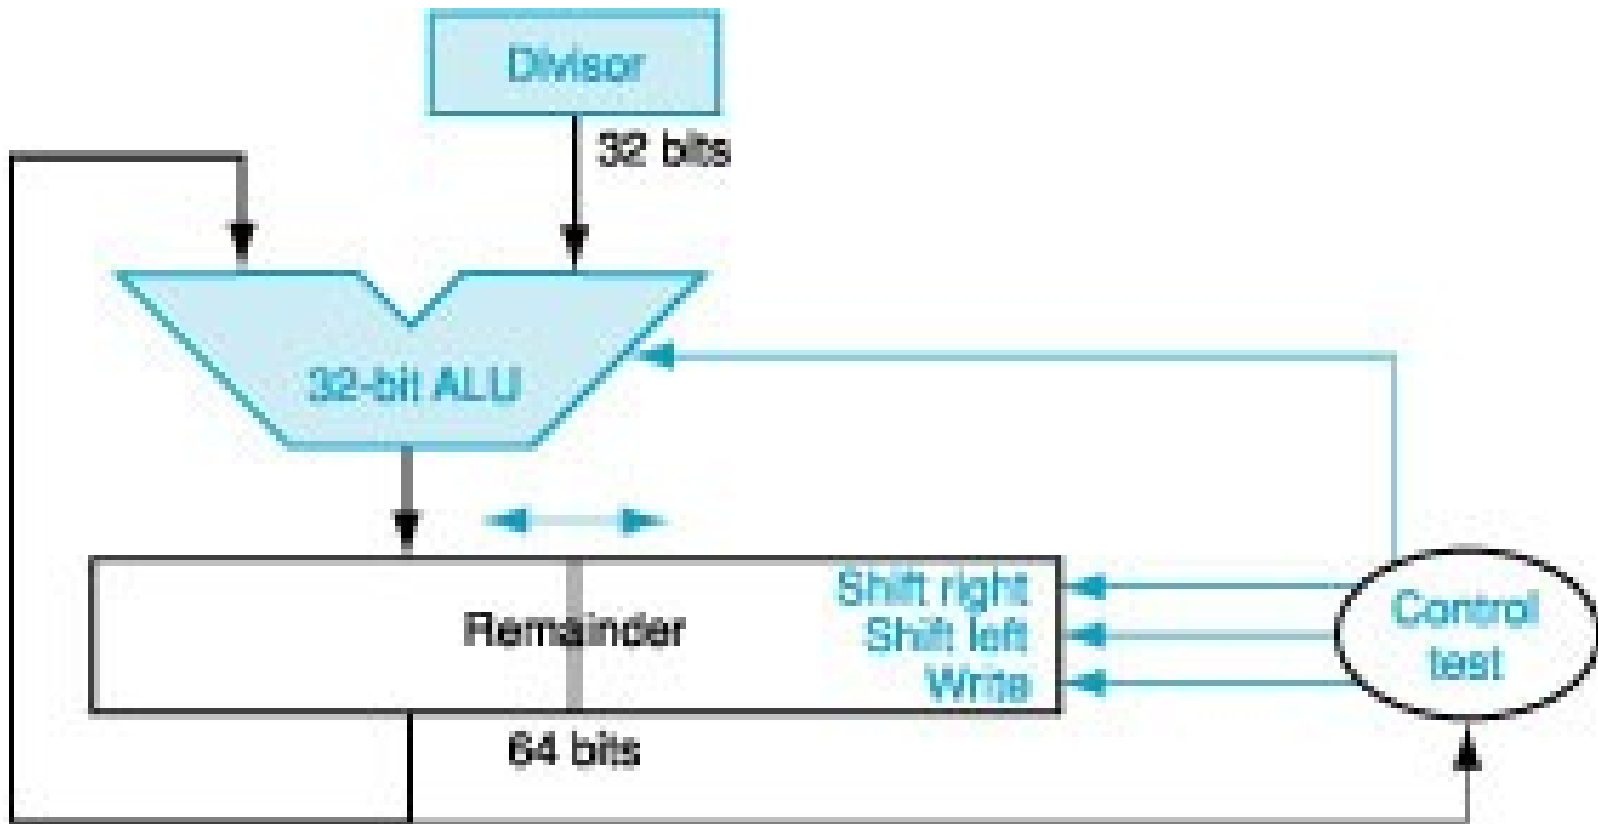 Divisor
32 bits
32-bit ALU
Shift right
Remainder
Shift left
Write
Control
test
64 bits